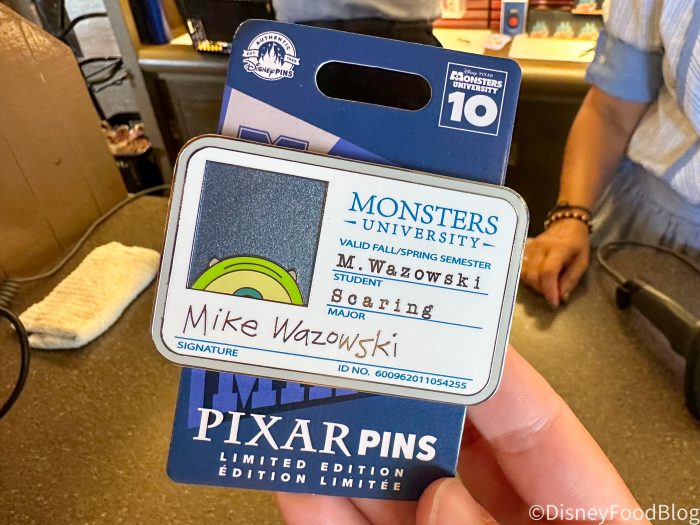 AUTHENTIC
Disney PINS
Disney PIXAR
MONSTERS
UNIVERSITY
10
MONSTERS
UNIVERSITY
VALID FALL/SPRING SEMESTER
M.Wazowski
STUDENT
Scaring
MAJOR
Mike Wazowski
SIGNATURE
ID NO. 600962011054255
PIXAR PINS
LIMITED EDITION
ÉDITION LIMITÉE
©DisneyFoodBlog